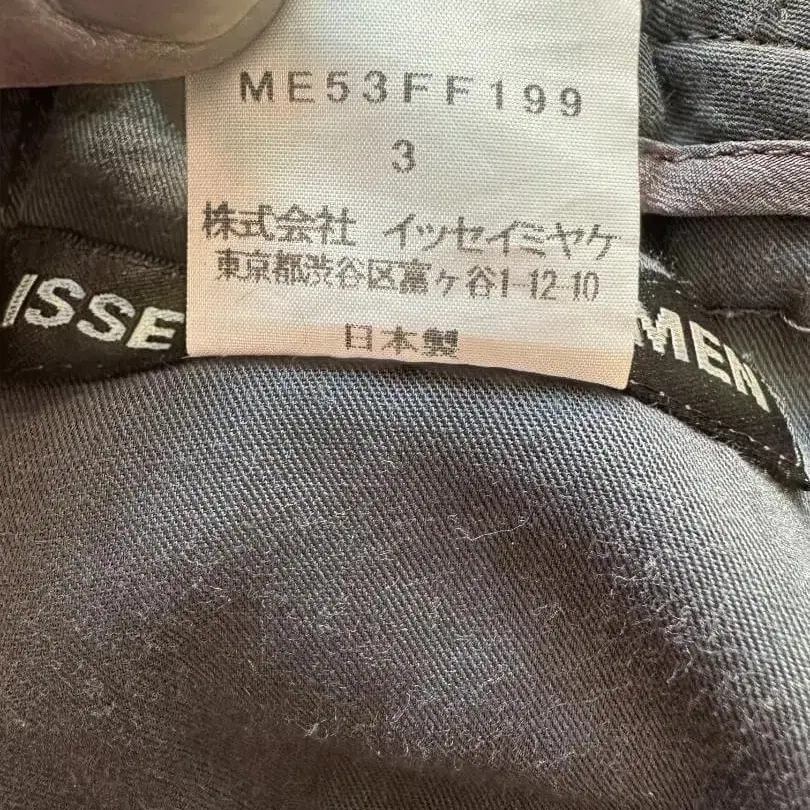 ME53FF199
3
株式会社 イッセイミヤケ
東京都渋谷区富ヶ谷1-12-10
日本製
ISSE
MEN